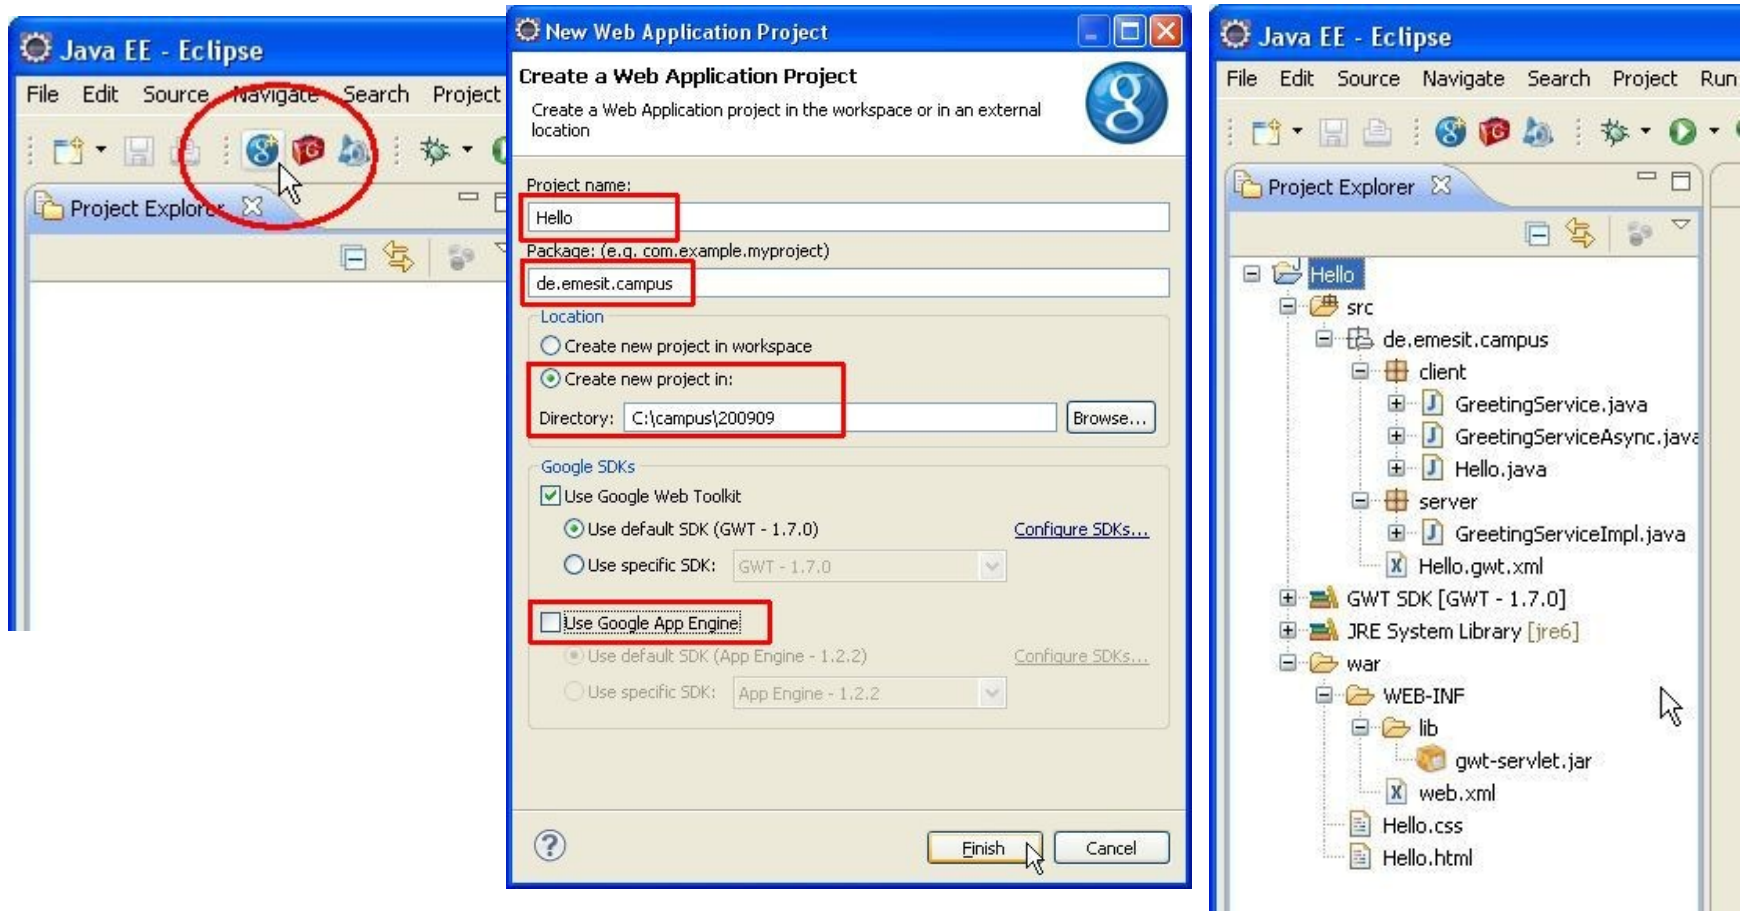 Java EE - Eclipse
File Edit Source Navigate Search Project
Project Explorer
New Web Application Project
Create a Web Application Project
Create a Web Application project in the workspace or in an external
location
Project name:
Hello
Package: (e.g. com.example.myproject)
de.emesit.campus
Location
Create new project in workspace
Create new project in:
Directory: C:\campus\200909 Browse...
Google SDKs
Use Google Web Toolkit
Use default SDK (GWT - 1.7.0) Configure SDKs...
Use specific SDK: GWT - 1.7.0
Use Google App Engine
Use default SDK (App Engine - 1.2.2) Configure SDKs...
Use specific SDK: App Engine - 1.2.2
Finish Cancel
Java EE - Eclipse
File Edit Source Navigate Search Project Run
Project Explorer
Hello
src
de.emesit.campus
client
GreetingService.java
GreetingServiceAsync.java
Hello.java
server
GreetingServiceImpl.java
Hello.gwt.xml
GWT SDK [GWT - 1.7.0]
JRE System Library [jre6]
war
WEB-INF
lib
gwt-servlet.jar
web.xml
Hello.css
Hello.html